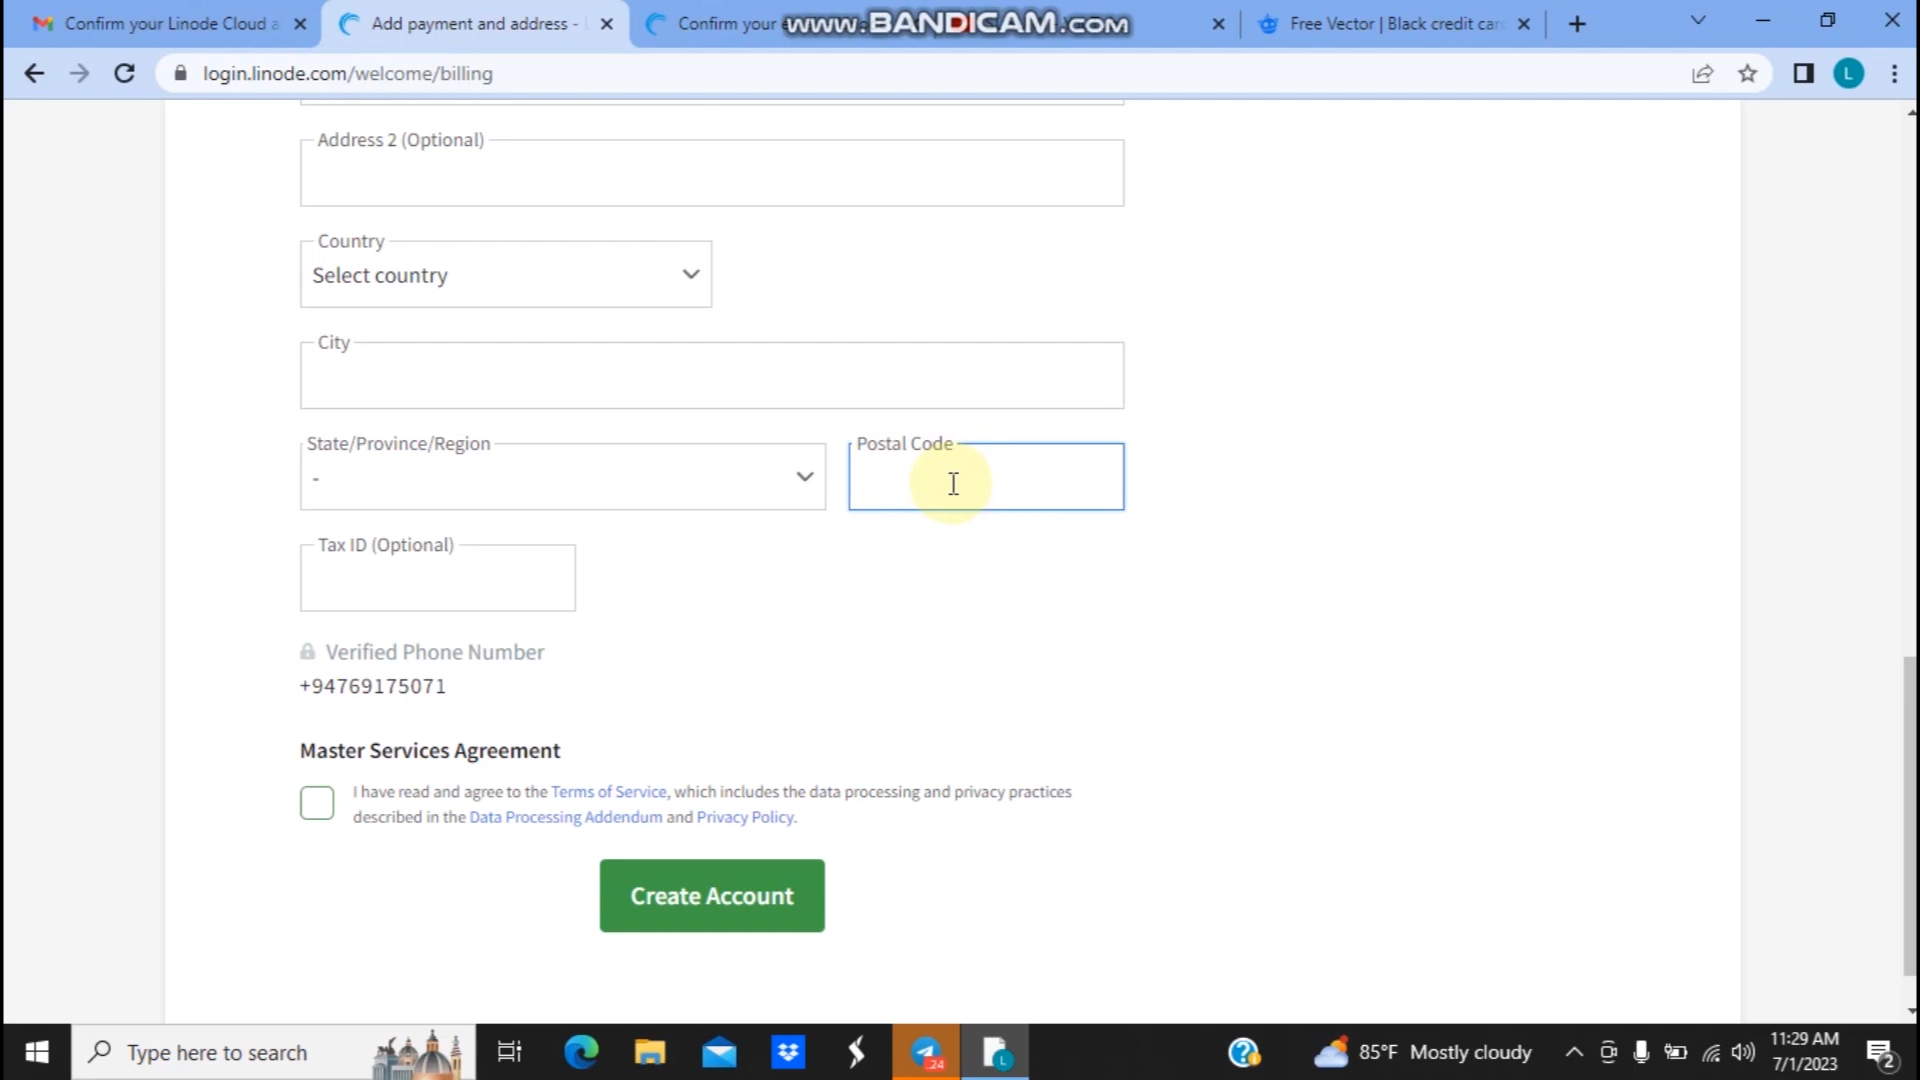 Confirm your Linode Cloud a
Add payment and address -
Confirm your
www.BANDICAM.com
Free Vector | Black credit car
login.linode.com/welcome/billing
L
Address 2 (Optional)
Country
Select country
City
State/Province/Region
Postal Code
-
Tax ID (Optional)
Verified Phone Number
+94769175071
Master Services Agreement
I have read and agree to the Terms of Service, which includes the data processing and privacy practices
described in the Data Processing Addendum and Privacy Policy.
Create Account
Type here to search
24
L
85°F Mostly cloudy
11:29 AM
7/1/2023
2